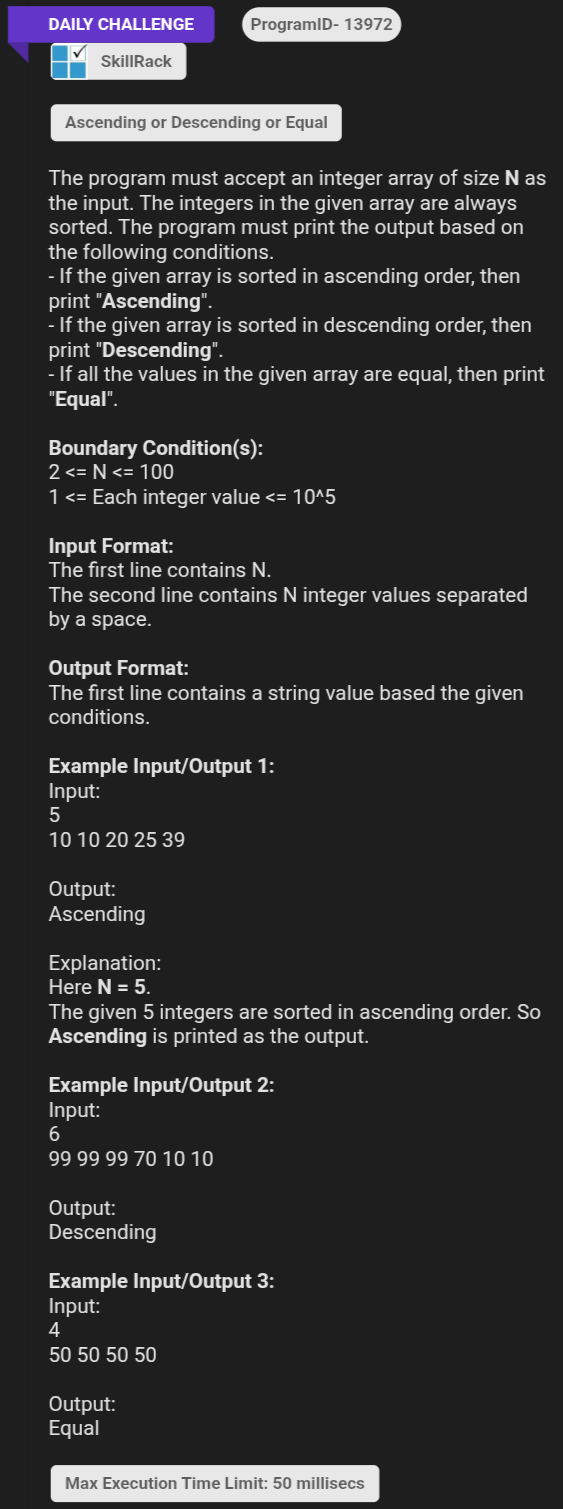 DAILY CHALLENGE
ProgramID- 13972
SkillRack
Ascending or Descending or Equal
The program must accept an integer array of size N as
the input. The integers in the given array are always
sorted. The program must print the output based on
the following conditions.
- If the given array is sorted in ascending order, then
print "Ascending".
- If the given array is sorted in descending order, then
print "Descending".
- If all the values in the given array are equal, then print
"Equal".
Boundary Condition(s):
2 <= N <= 100
1 <= Each integer value <= 10^5
Input Format:
The first line contains N.
The second line contains N integer values separated
by a space.
Output Format:
The first line contains a string value based the given
conditions.
Example Input/Output 1:
Input:
5
10 10 20 25 39
Output:
Ascending
Explanation:
Here N = 5.
The given 5 integers are sorted in ascending order. So
Ascending is printed as the output.
Example Input/Output 2:
Input:
6
99 99 99 70 10 10
Output:
Descending
Example Input/Output 3:
Input:
4
50 50 50 50
Output:
Equal
Max Execution Time Limit: 50 millisecs